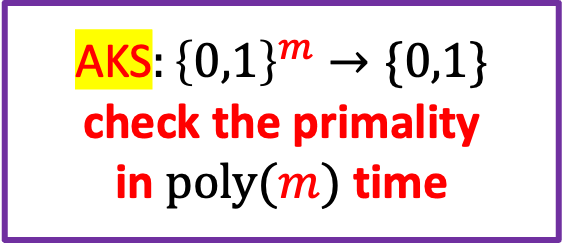 AKS: {0,1}^m → {0,1}
check the primality
in poly(m) time